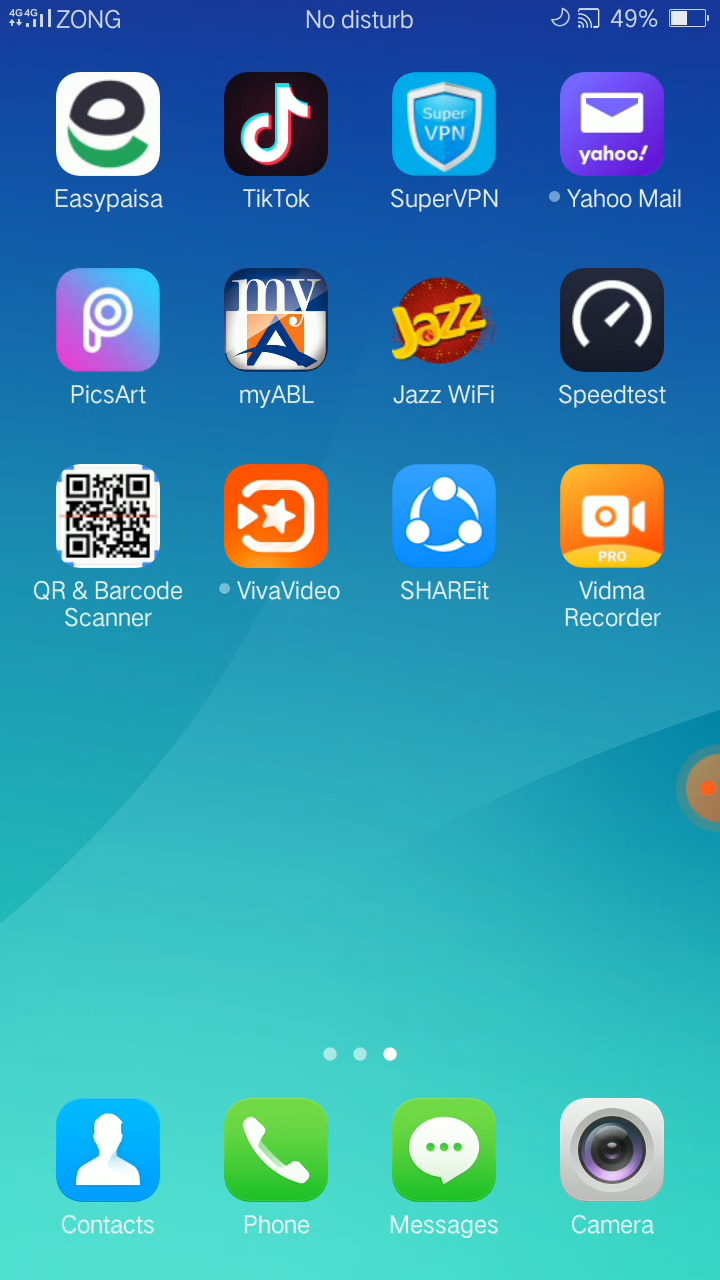 4G4G ZONG No disturb 49%
Super
VPN
yahoo!
Easypaisa TikTok SuperVPN Yahoo Mail
my
A
Jazz
PicsArt myABL Jazz WiFi Speedtest
PRO
QR & Barcode Scanner VivaVideo SHAREit Vidma Recorder
Contacts Phone Messages Camera